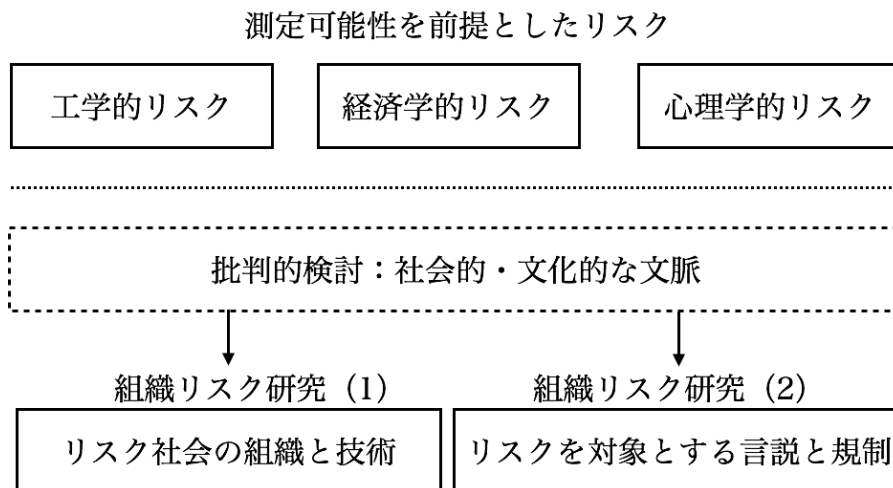 測定可能性を前提としたリスク
工学的リスク
経済学的リスク
心理学的リスク
批判的検討：社会的・文化的な文脈
組織リスク研究（1）
組織リスク研究（2）
リスク社会の組織と技術
リスクを対象とする言説と規制